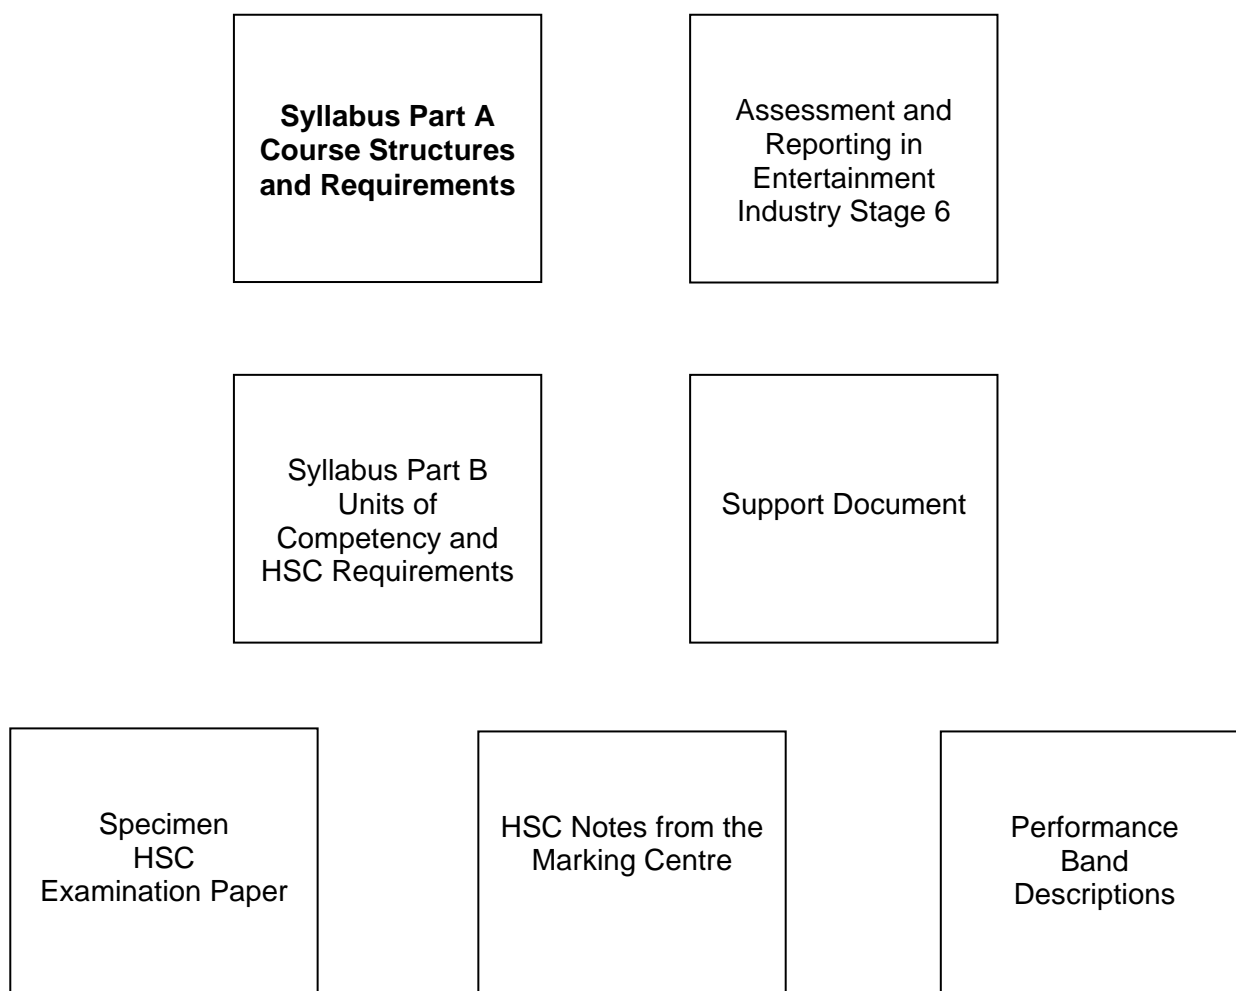 Syllabus Part A
Course Structures
and Requirements
Assessment and
Reporting in
Entertainment
Industry Stage 6
Syllabus Part B
Units of
Competency and
HSC Requirements
Support Document
Specimen
HSC
Examination Paper
HSC Notes from the
Marking Centre
Performance
Band
Descriptions